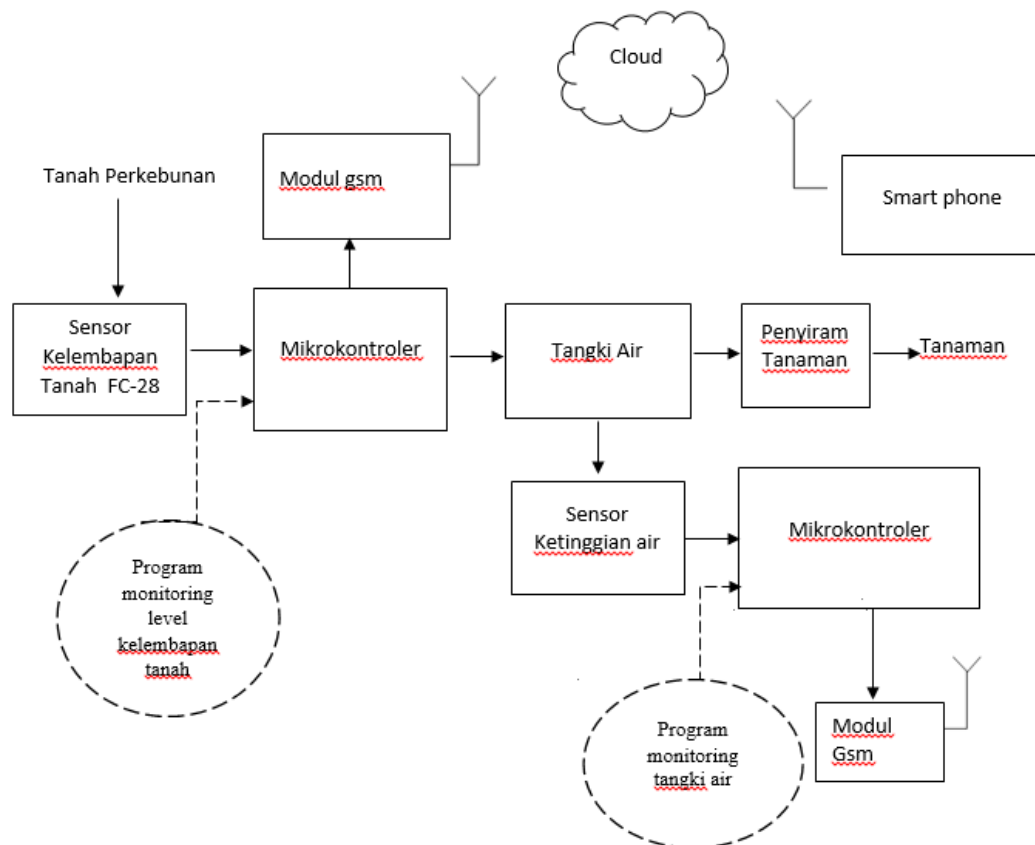 Cloud
Modul gsm
Tanah Perkebunan
Smart phone
Sensor
Kelembapan
Tanah FC-28
Mikrokontroler
Tangki Air
Penyiram
Tanaman
Tanaman
Sensor
Ketinggian air
Mikrokontroler
Program
monitoring
level
kelembapan
tanah
Program
monitoring
tangki air
Modul
Gsm